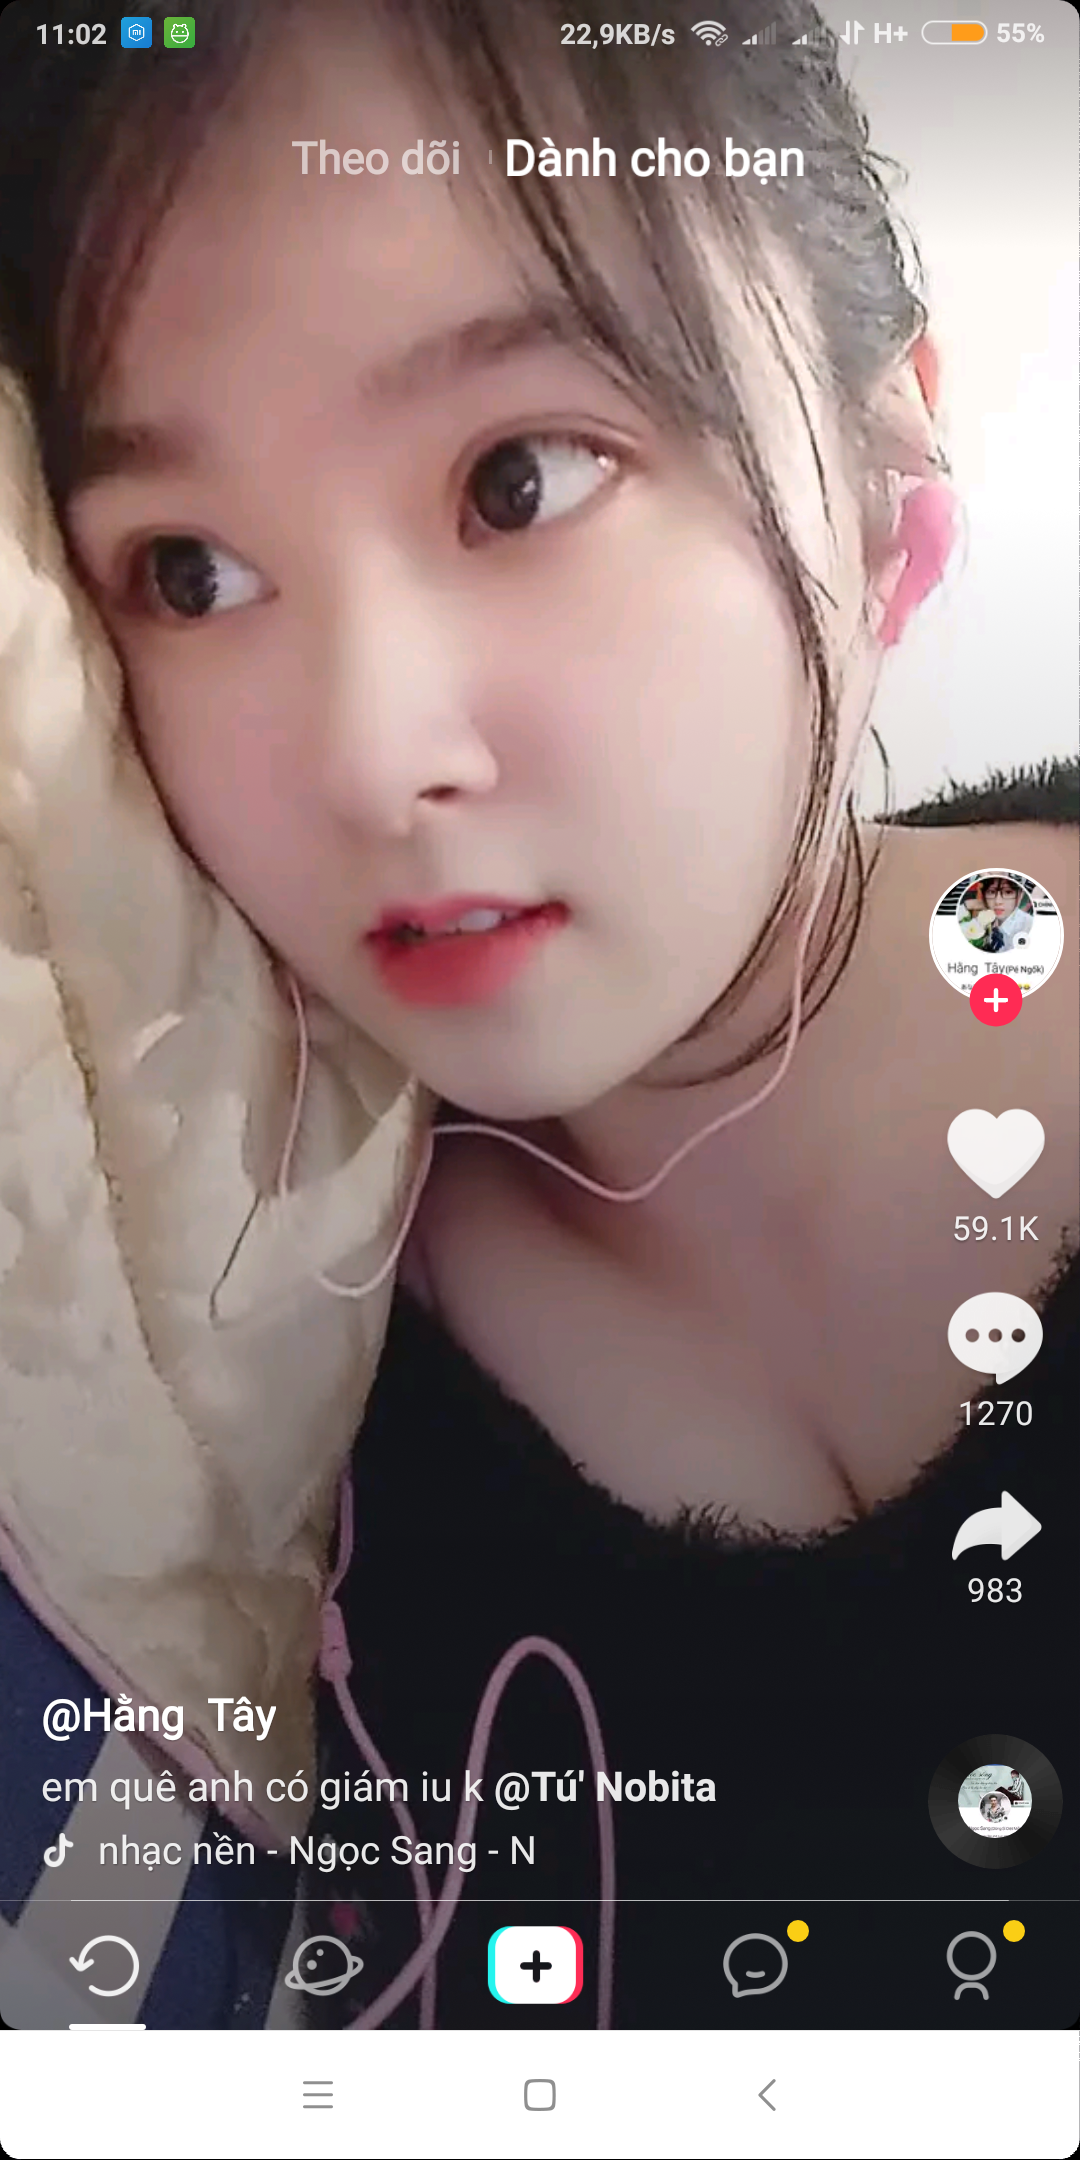 11:02
22,9KB/s
H+
55%
Theo dõi
Dành cho bạn
Hằng Tây(Pé Ngốk)
59.1K
1270
983
@Hằng Tây
em quê anh có giám iu k @Tú' Nobita
nhạc nền - Ngọc Sang - N